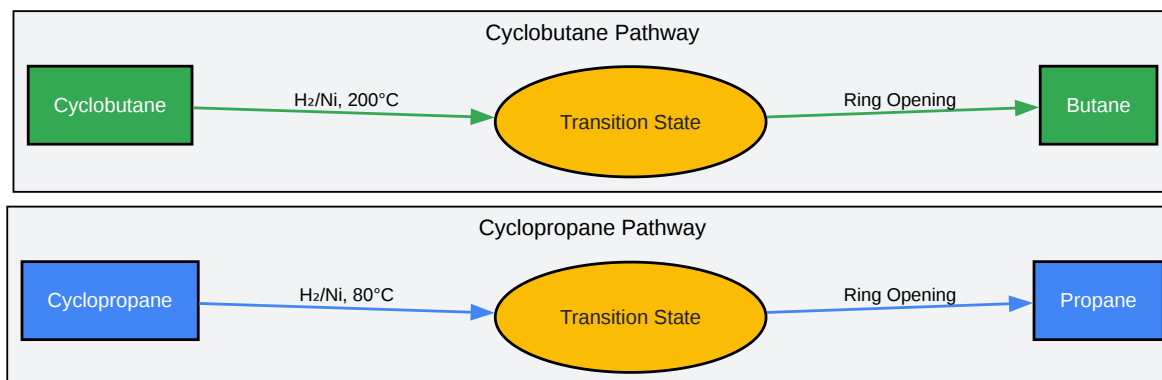 Cyclobutane Pathway
Cyclobutane
H₂/Ni, 200°C
Transition State
Ring Opening
Butane
Cyclopropane Pathway
Cyclopropane
H₂/Ni, 80°C
Transition State
Ring Opening
Propane